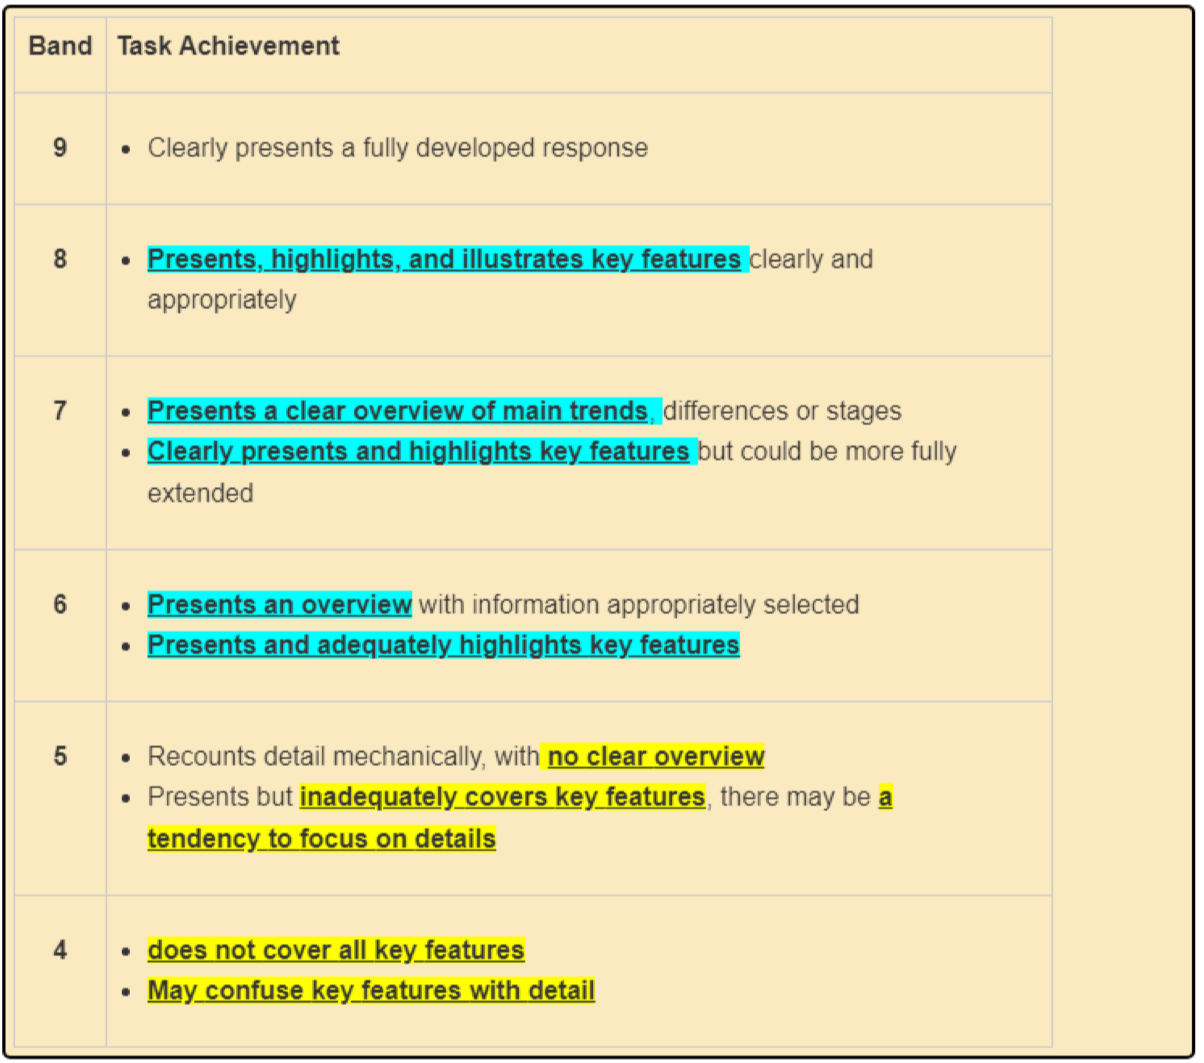 Band Task Achievement
9 • Clearly presents a fully developed response
8 • Presents, highlights, and illustrates key features clearly and
appropriately
7 • Presents a clear overview of main trends, differences or stages
• Clearly presents and highlights key features but could be more fully
extended
6 • Presents an overview with information appropriately selected
• Presents and adequately highlights key features
5 • Recounts detail mechanically, with no clear overview
• Presents but inadequately covers key features, there may be a
tendency to focus on details
4 • does not cover all key features
• May confuse key features with detail